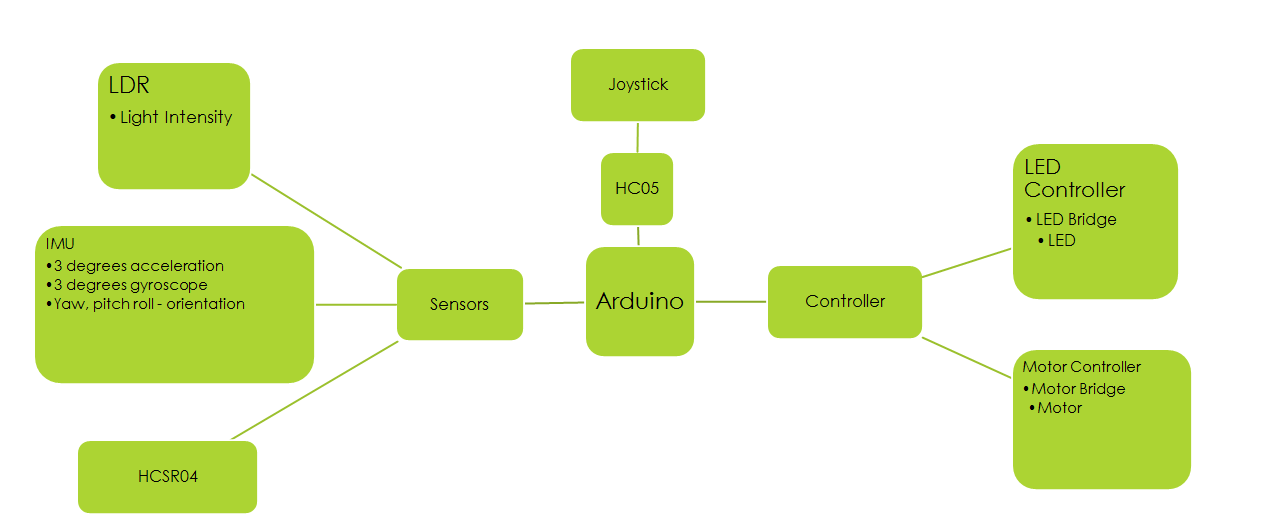 LDR
•Light Intensity
IMU
•3 degrees acceleration
•3 degrees gyroscope
•Yaw, pitch roll - orientation
HCSR04
Sensors
Joystick
HC05
Arduino
Controller
LED
Controller
•LED Bridge
•LED
Motor Controller
•Motor Bridge
•Motor